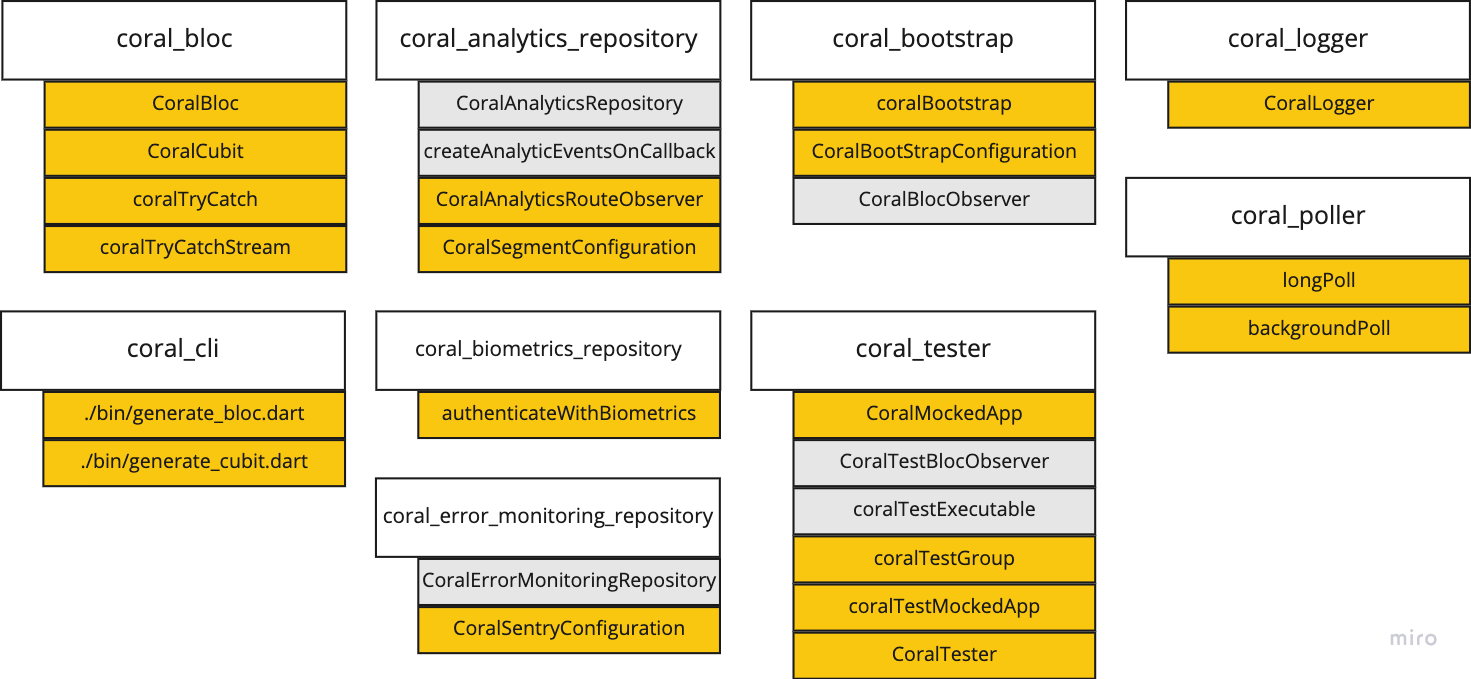 coral_bloc
CoralBloc
CoralCubit
coralTryCatch
coralTryCatchStream
coral_cli
./bin/generate_bloc.dart
./bin/generate_cubit.dart
coral_analytics_repository
CoralAnalyticsRepository
createAnalyticEventsOnCallback
CoralAnalyticsRouteObserver
CoralSegmentConfiguration
coral_biometrics_repository
authenticateWithBiometrics
coral_error_monitoring_repository
CoralErrorMonitoringRepository
CoralSentryConfiguration
coral_bootstrap
coralBootstrap
CoralBootStrapConfiguration
CoralBlocObserver
coral_tester
CoralMockedApp
CoralTestBlocObserver
coralTestExecutable
coralTestGroup
coralTestMockedApp
CoralTester
coral_logger
CoralLogger
coral_poller
longPoll
backgroundPoll
miro